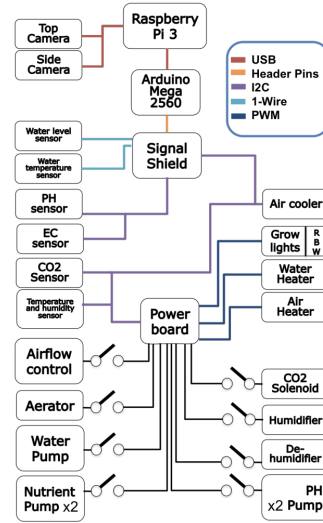 Top
Camera
Side
Camera
Raspberry
Pi 3
Arduino
Mega
2560
USB
Header Pins
I2C
1-Wire
PWM
Water level
sensor
Water
temperature
sensor
Signal
Shield
PH
sensor
EC
sensor
CO2
Sensor
Temperature
and humidity
sensor
Air cooler
Grow
lights
R
B
W
Water
Heater
Air
Heater
Power
board
Airflow
control
Aerator
Water
Pump
Nutrient
Pump x2
CO2
Solenoid
Humidifier
De-
humidifier
PH
x2 Pump